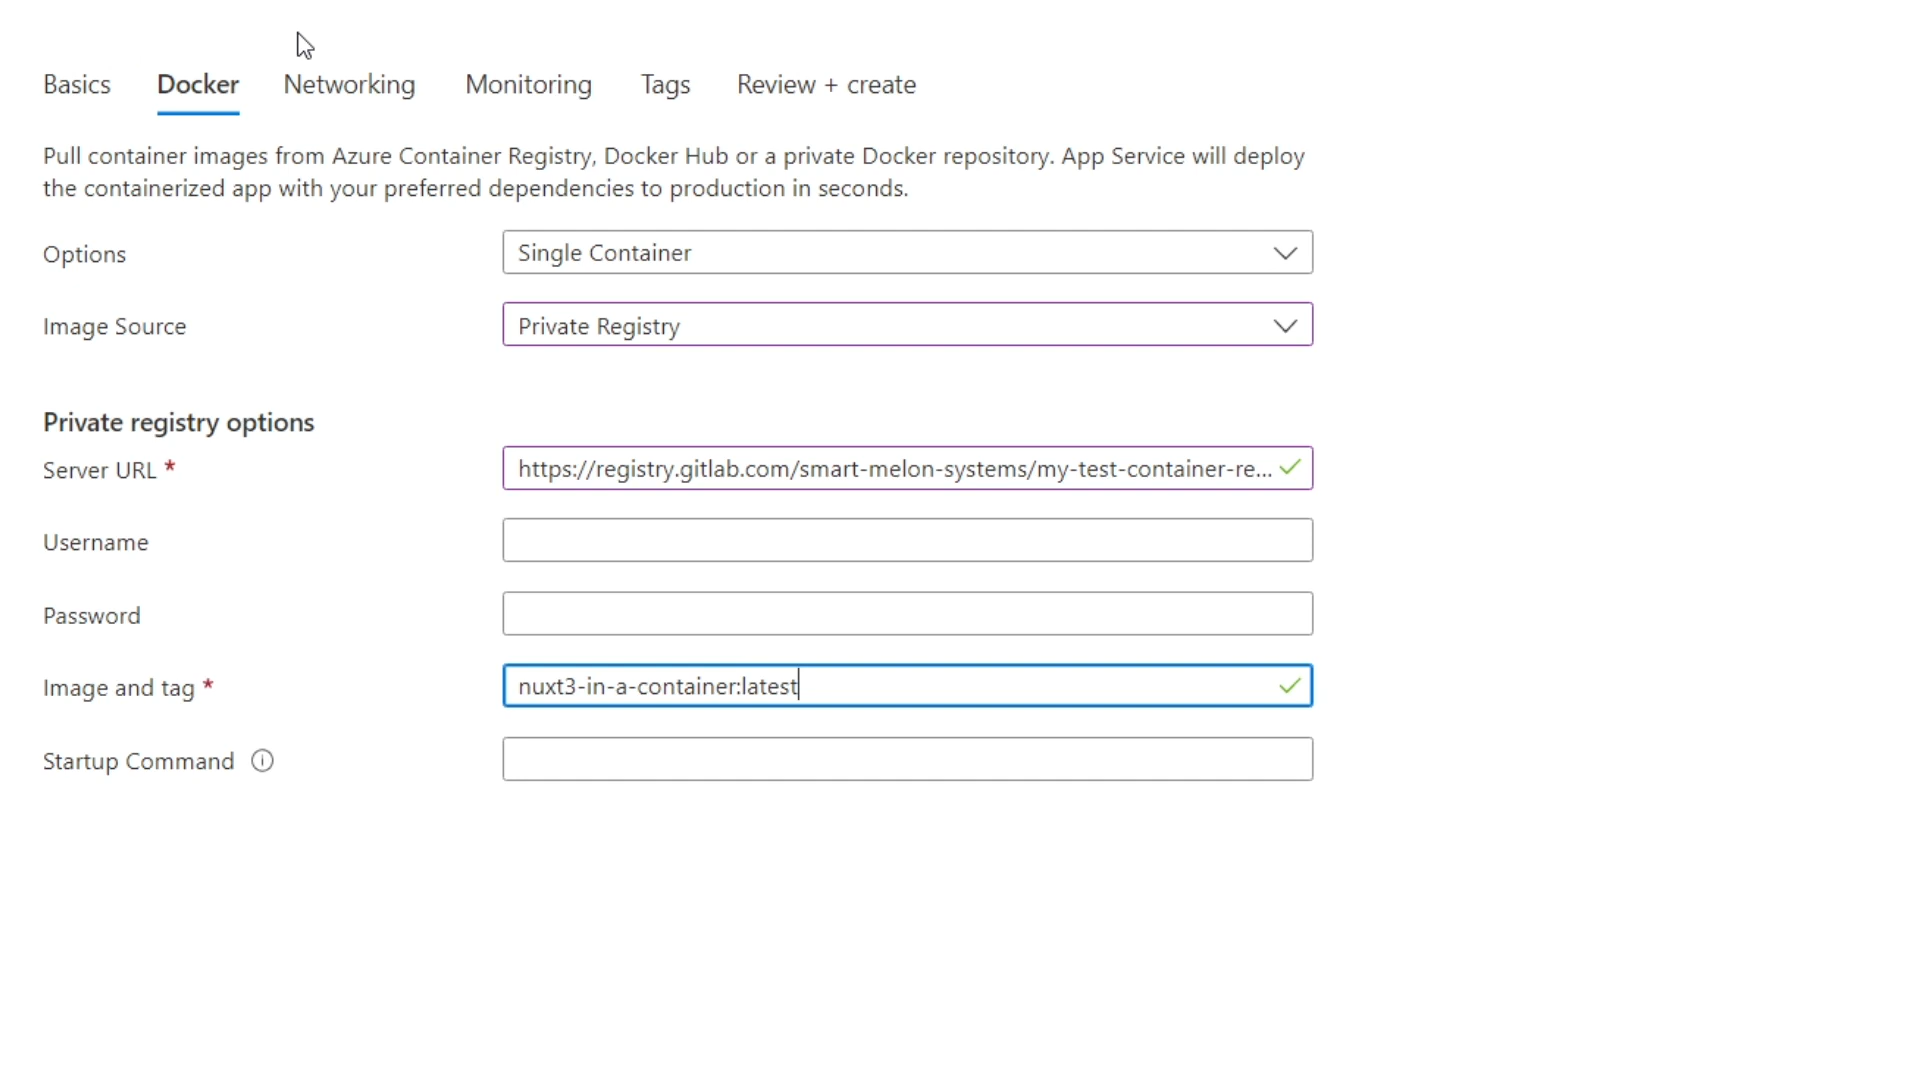 Basics Docker Networking Monitoring Tags Review + create
Pull container images from Azure Container Registry, Docker Hub or a private Docker repository. App Service will deploy
the containerized app with your preferred dependencies to production in seconds.
Options Single Container
Image Source Private Registry
Private registry options
Server URL * https://registry.gitlab.com/smart-melon-systems/my-test-container-re...
Username
Password
Image and tag * nuxt3-in-a-container:latest
Startup Command